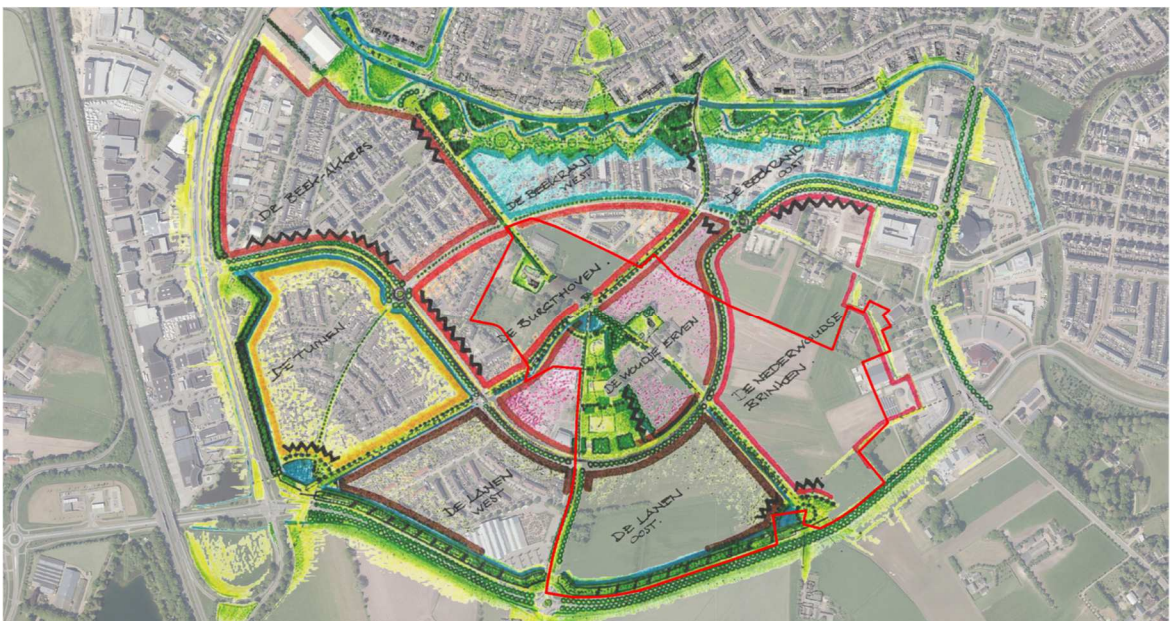 DE BEEK-AKKERS
DE BEEKRAND
WEST
DE BEEKRAND
OOST
DE BURGTHOVEN.
DE TUINEN
DE WOUDSE ERVEN
DE NEDERWOUDSE
BRINKEN
DE LANEN
WEST
DE LANEN
OOST.